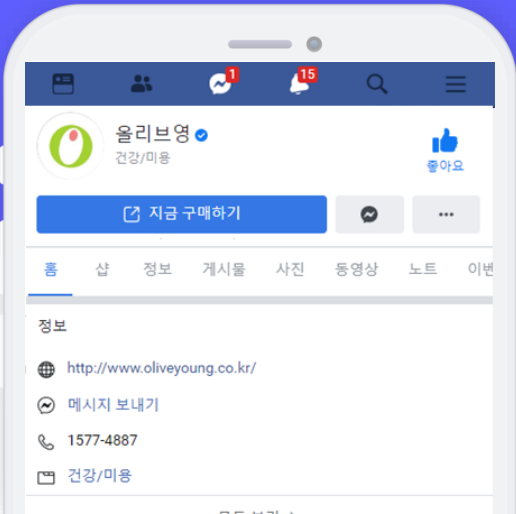 1
15
올리브영
건강/미용
좋아요
지금 구매하기
홈 샵 정보 게시물 사진 동영상 노트 이벤
정보
http://www.oliveyoung.co.kr/
메시지 보내기
1577-4887
건강/미용